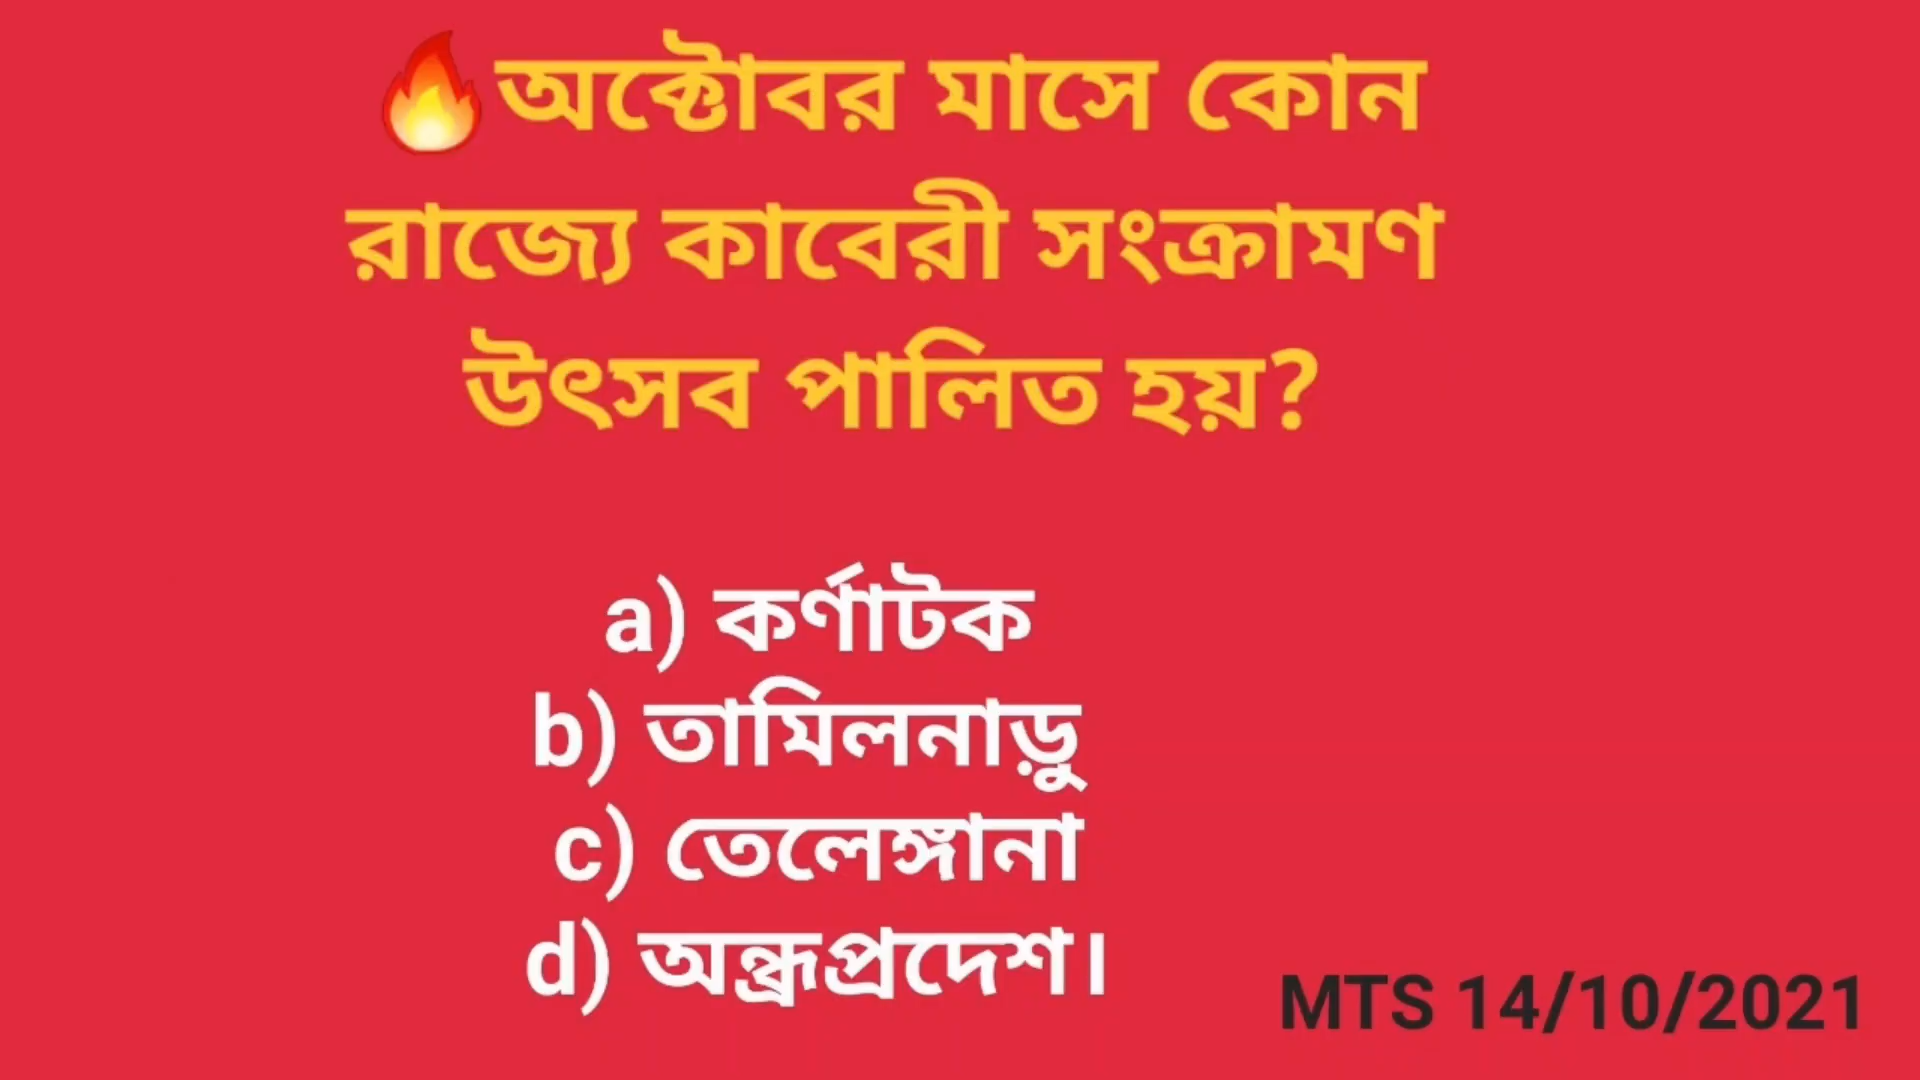 🔥অক্টোবর মাসে কোন
রাজ্যে কাবেরী সংক্রামণ
উৎসব পালিত হয়?
a) কর্ণাটক
b) তামিলনাড়ু
c) তেলেঙ্গানা
d) অন্ধ্রপ্রদেশ।
MTS 14/10/2021